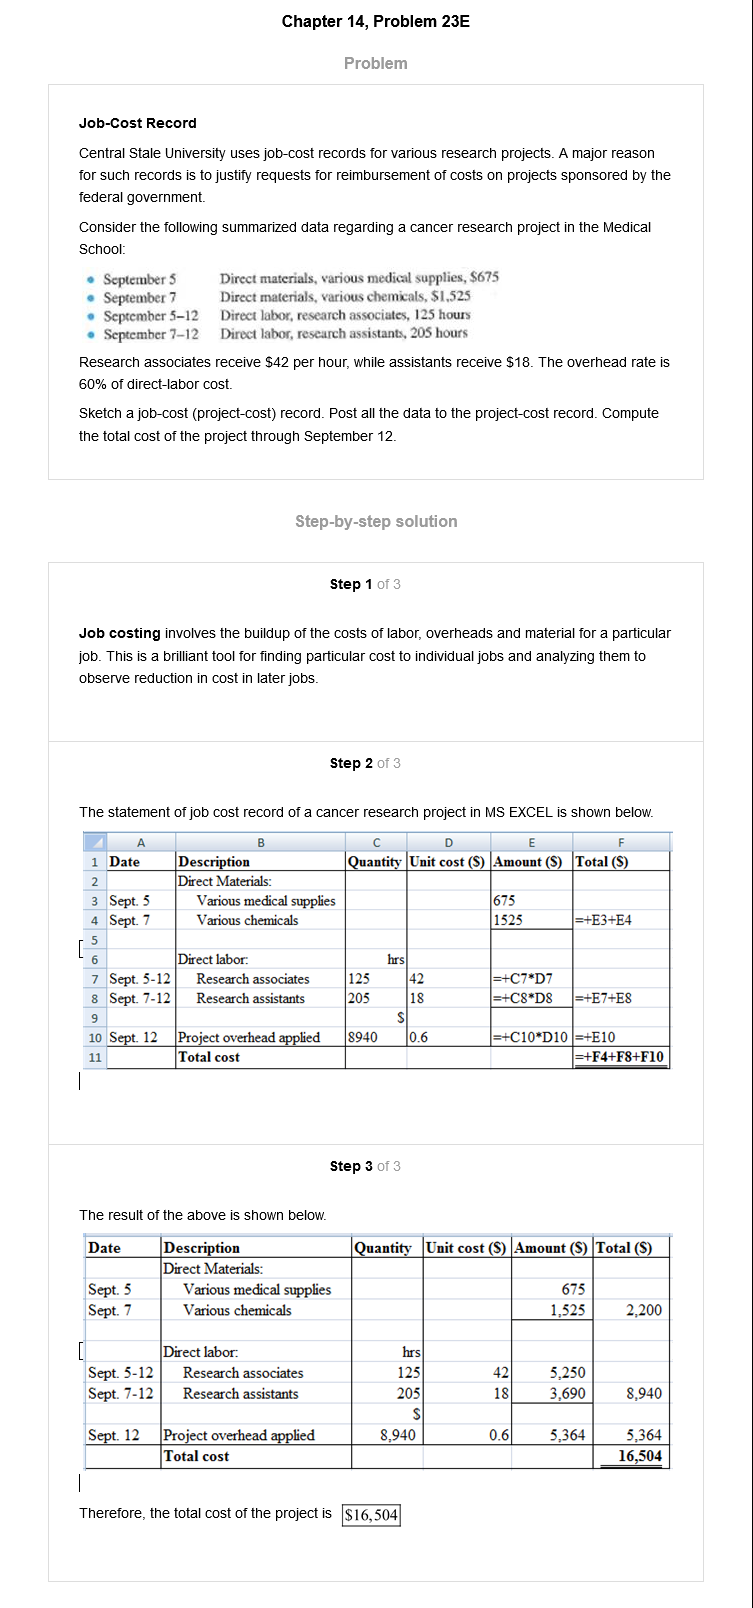 Chapter 14, Problem 23E
Problem
Job-Cost Record
Central Stale University uses job-cost records for various research projects. A major reason
for such records is to justify requests for reimbursement of costs on projects sponsored by the
federal government.
Consider the following summarized data regarding a cancer research project in the Medical
School:
• September 5 Direct materials, various medical supplies, $675
• September 7 Direct materials, various chemicals, $1,525
• September 5–12 Direct labor, research associates, 125 hours
• September 7–12 Direct labor, research assistants, 205 hours
Research associates receive $42 per hour, while assistants receive $18. The overhead rate is
60% of direct-labor cost.
Sketch a job-cost (project-cost) record. Post all the data to the project-cost record. Compute
the total cost of the project through September 12.
Step-by-step solution
Step 1 of 3
Job costing involves the buildup of the costs of labor, overheads and material for a particular
job. This is a brilliant tool for finding particular cost to individual jobs and analyzing them to
observe reduction in cost in later jobs.
Step 2 of 3
The statement of job cost record of a cancer research project in MS EXCEL is shown below.
A B C D E F
1 Date Description Quantity Unit cost ($) Amount ($) Total ($)
2 Direct Materials:
3 Sept. 5 Various medical supplies 675
4 Sept. 7 Various chemicals 1525 =+E3+E4
5
6 Direct labor: hrs
7 Sept. 5-12 Research associates 125 42 =+C7*D7
8 Sept. 7-12 Research assistants 205 18 =+C8*D8 =+E7+E8
9 $
10 Sept. 12 Project overhead applied 8940 0.6 =+C10*D10 =+E10
11 Total cost =+F4+F8+F10
Step 3 of 3
The result of the above is shown below.
Date Description Quantity Unit cost ($) Amount ($) Total ($)
Direct Materials:
Sept. 5 Various medical supplies 675
Sept. 7 Various chemicals 1,525 2,200
Direct labor: hrs
Sept. 5-12 Research associates 125 42 5,250
Sept. 7-12 Research assistants 205 18 3,690 8,940
$
Sept. 12 Project overhead applied 8,940 0.6 5,364 5,364
Total cost 16,504
Therefore, the total cost of the project is $16,504